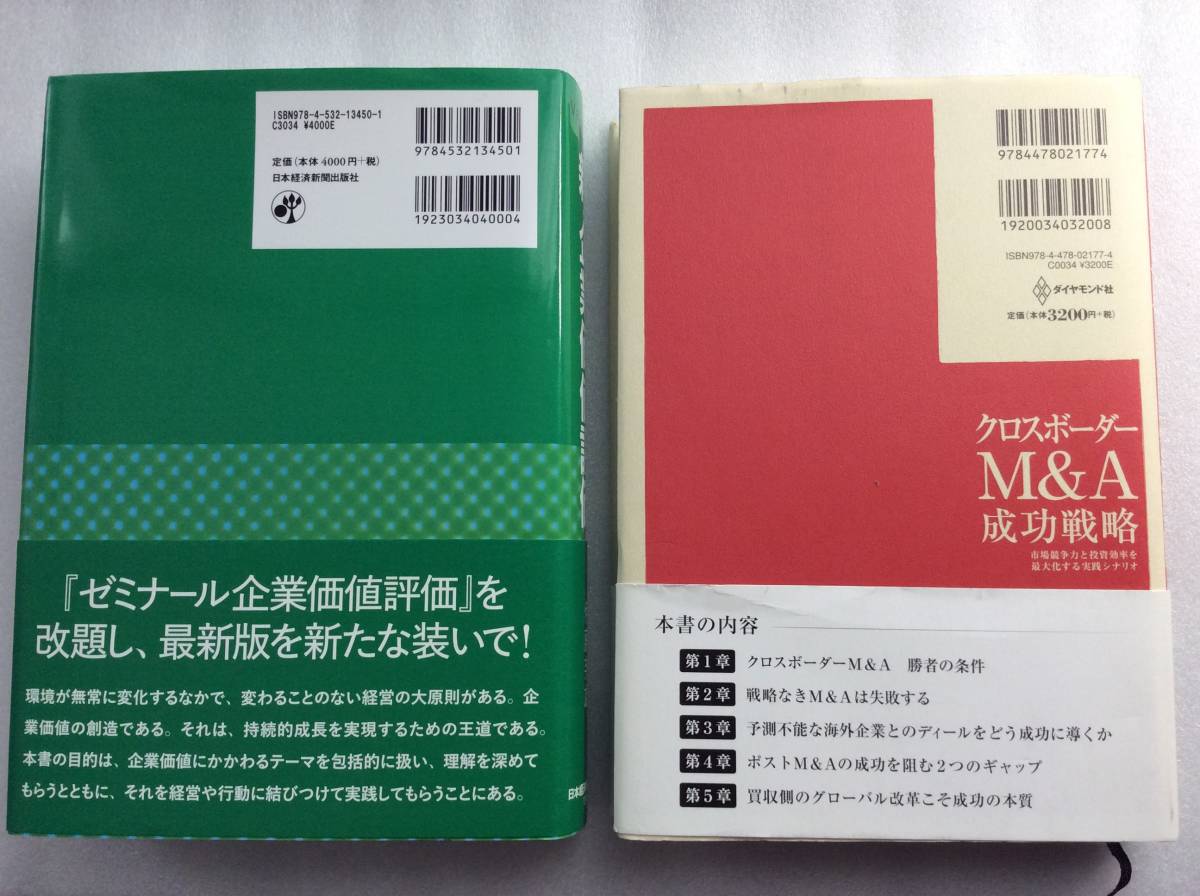 ISBN978-4-532-13450-1
C3034 ¥4000E
定価(本体 4000円+税)
日本経済新聞出版社
9784532134501
1923034040004
『ゼミナール企業価値評価』を
改題し、最新版を新たな装いで!
環境が無常に変化するなかで、変わることのない経営の大原則がある。企
業価値の創造である。それは、持続的成長を実現するための王道である。
本書の目的は、企業価値にかかわるテーマを包括的に扱い、理解を深めて
もらうとともに、それを経営や行動に結びつけて実践してもらうことにある。
日本経
9784478021774
1920034032008
ISBN978-4-478-02177-4
C0034 ¥3200E
ダイヤモンド社
定価(本体3200円+税)
クロスボーダー
M&A
成功戦略
市場競争力と投資効率を
最大化する実践シナリオ
本書の内容
第1章 クロスボーダーM&A 勝者の条件
第2章 戦略なきM&Aは失敗する
第3章 予測不能な海外企業とのディールをどう成功に導くか
第4章 ポストM&Aの成功を阻む2つのギャップ
第5章 買収側のグローバル改革こそ成功の本質